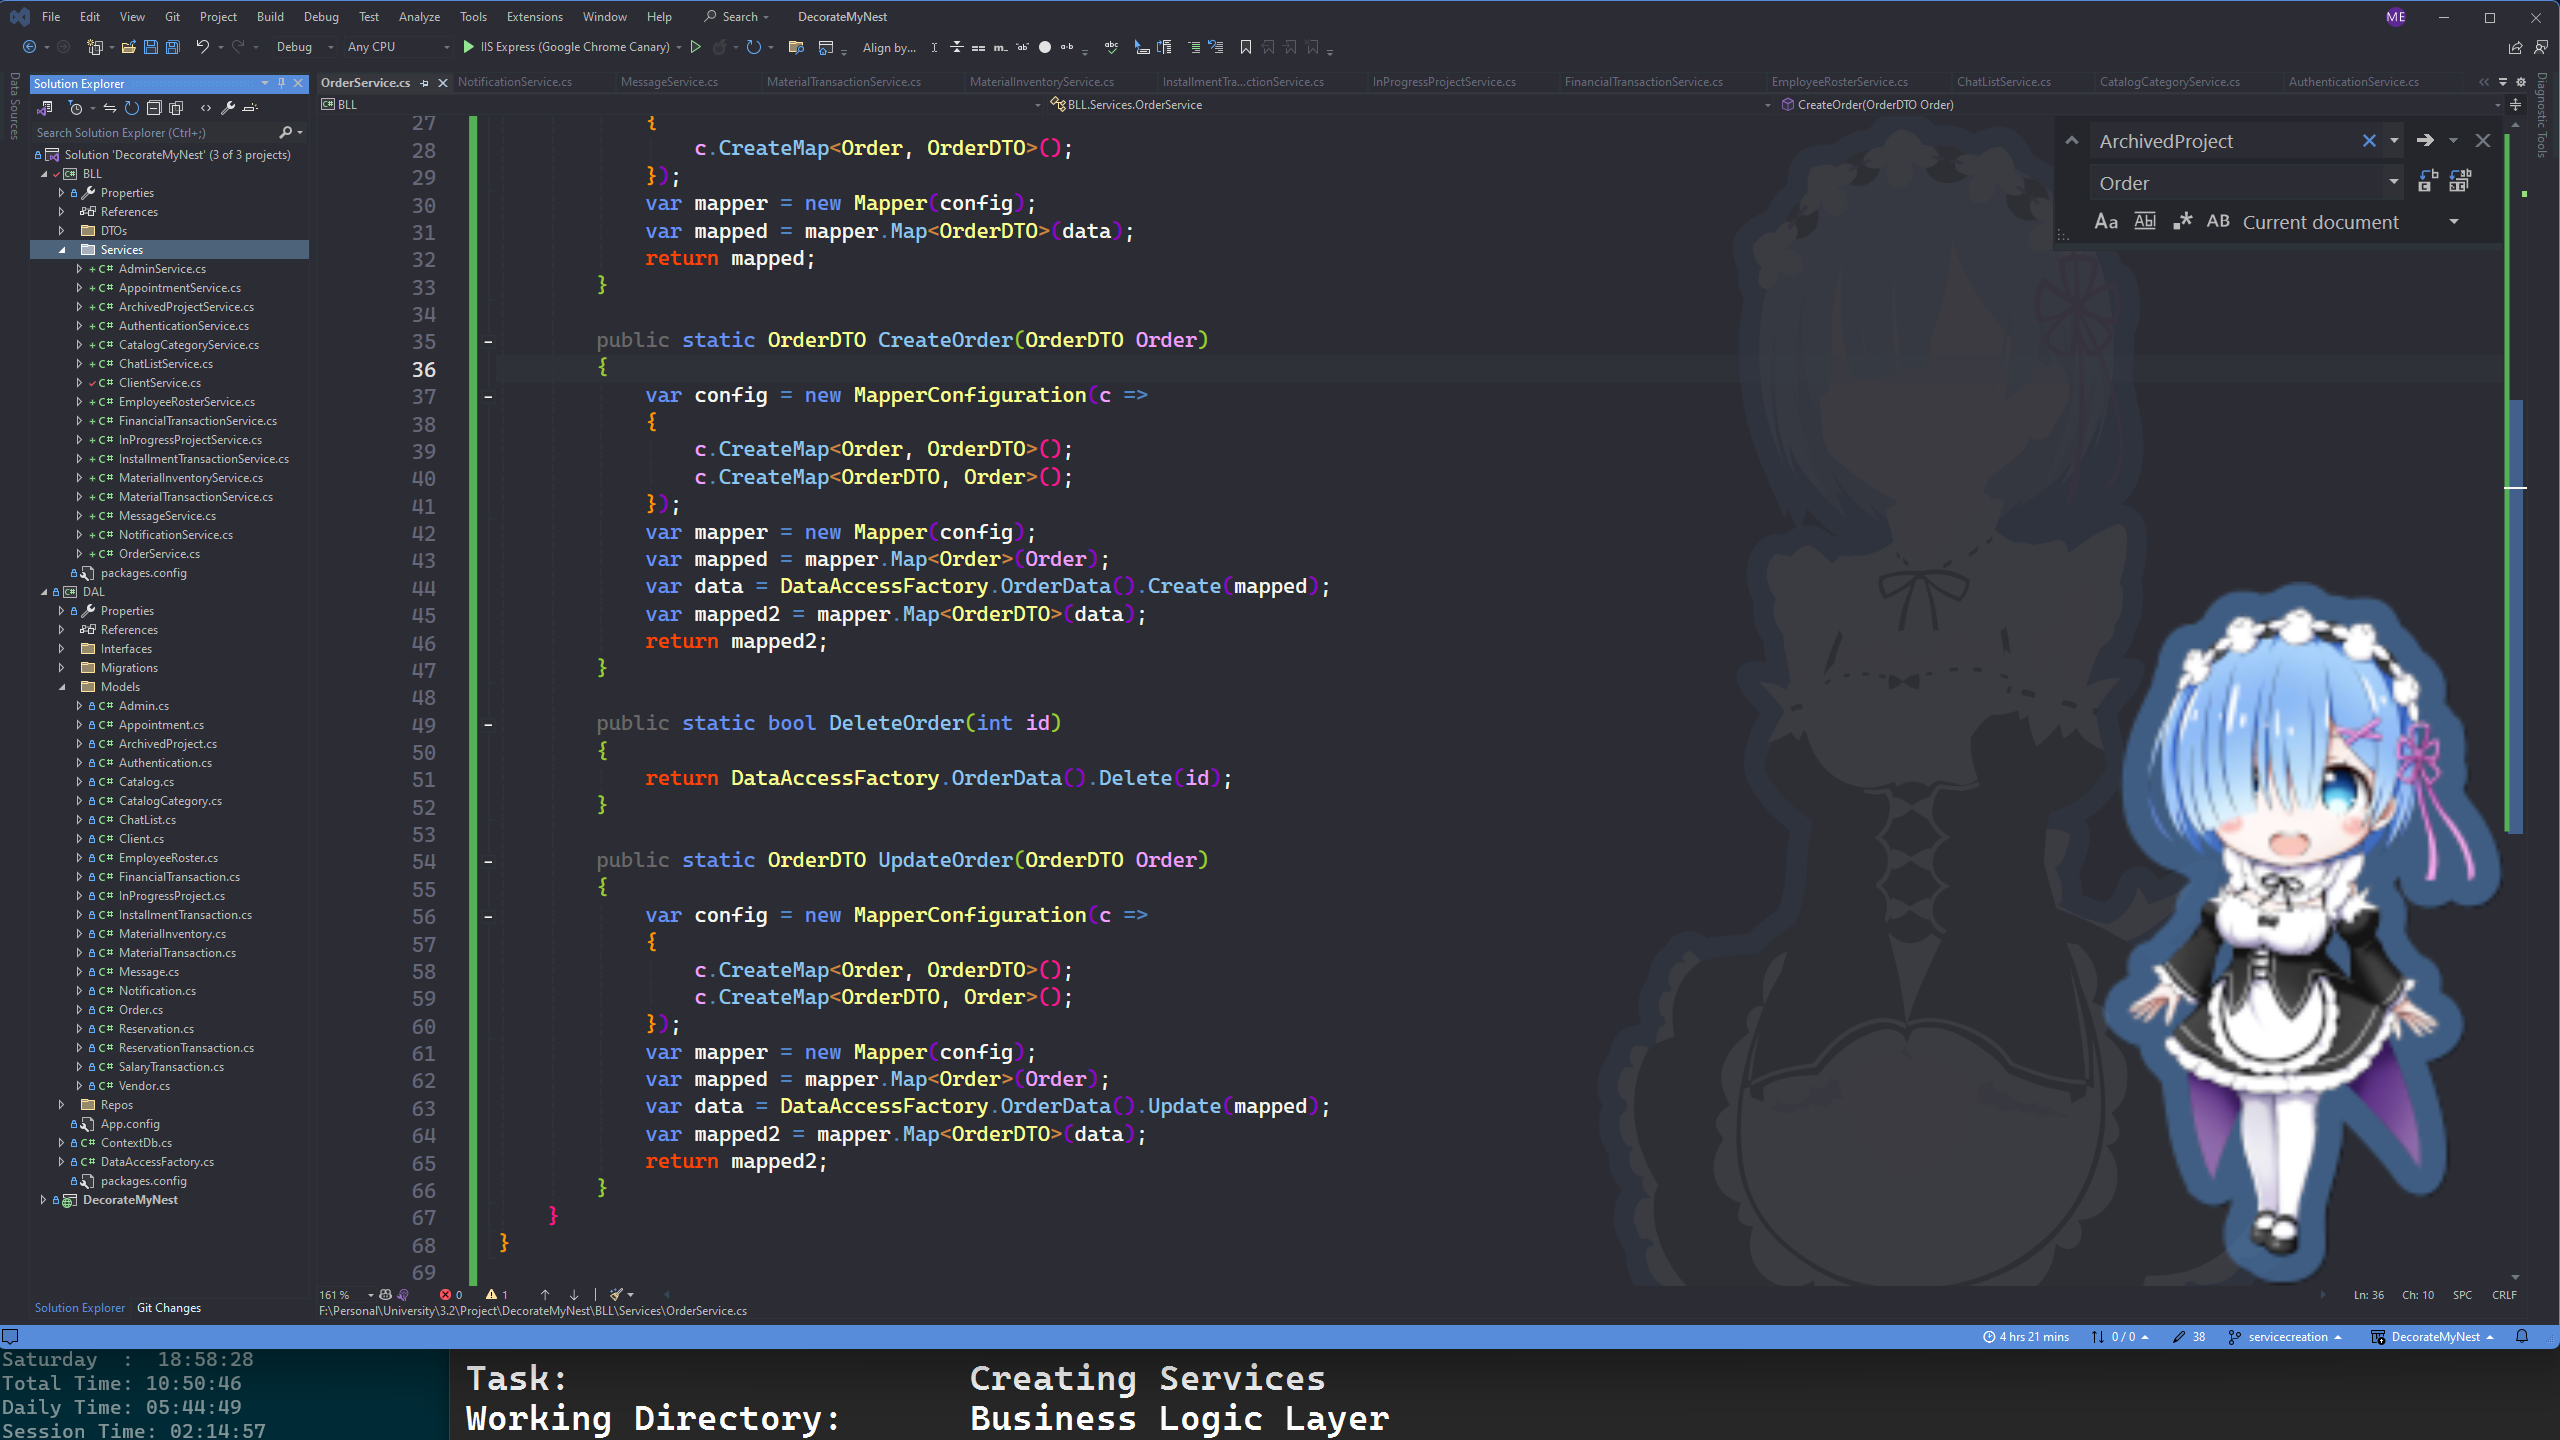 File Edit View Git Project Build Debug Test Analyze Tools Extensions Window Help Search DecorateMyNest ME
Debug Any CPU IIS Express (Google Chrome Canary) Align by...
Data Sources
Solution Explorer
Search Solution Explorer (Ctrl+;)
Solution 'DecorateMyNest' (3 of 3 projects)
BLL
Properties
References
DTOs
Services
C# AdminService.cs
C# AppointmentService.cs
C# ArchivedProjectService.cs
C# AuthenticationService.cs
C# CatalogCategoryService.cs
C# ChatListService.cs
C# ClientService.cs
C# EmployeeRosterService.cs
C# FinancialTransactionService.cs
C# InProgressProjectService.cs
C# InstallmentTransactionService.cs
C# MaterialInventoryService.cs
C# MaterialTransactionService.cs
C# MessageService.cs
C# NotificationService.cs
C# OrderService.cs
packages.config
DAL
Properties
References
Interfaces
Migrations
Models
C# Admin.cs
C# Appointment.cs
C# ArchivedProject.cs
C# Authentication.cs
C# Catalog.cs
C# CatalogCategory.cs
C# ChatList.cs
C# Client.cs
C# EmployeeRoster.cs
C# FinancialTransaction.cs
C# InProgressProject.cs
C# InstallmentTransaction.cs
C# MaterialInventory.cs
C# MaterialTransaction.cs
C# Message.cs
C# Notification.cs
C# Order.cs
C# Reservation.cs
C# ReservationTransaction.cs
C# SalaryTransaction.cs
C# Vendor.cs
Repos
App.config
C# ContextDb.cs
C# DataAccessFactory.cs
packages.config
DecorateMyNest
Solution Explorer Git Changes
OrderService.cs NotificationService.cs MessageService.cs MaterialTransactionService.cs MaterialInventoryService.cs InstallmentTra...ctionService.cs InProgressProjectService.cs FinancialTransactionService.cs EmployeeRosterService.cs ChatListService.cs CatalogCategoryService.cs AuthenticationService.cs
BLL BLL.Services.OrderService CreateOrder(OrderDTO Order)
Diagnostic Tools
ArchivedProject
Order
Aa Ab AB Current document
27 {
28 c.CreateMap<Order, OrderDTO>();
29 });
30 var mapper = new Mapper(config);
31 var mapped = mapper.Map<OrderDTO>(data);
32 return mapped;
33 }
34
35 public static OrderDTO CreateOrder(OrderDTO Order)
36 {
37 var config = new MapperConfiguration(c =>
38 {
39 c.CreateMap<Order, OrderDTO>();
40 c.CreateMap<OrderDTO, Order>();
41 });
42 var mapper = new Mapper(config);
43 var mapped = mapper.Map<Order>(Order);
44 var data = DataAccessFactory.OrderData().Create(mapped);
45 var mapped2 = mapper.Map<OrderDTO>(data);
46 return mapped2;
47 }
48
49 public static bool DeleteOrder(int id)
50 {
51 return DataAccessFactory.OrderData().Delete(id);
52 }
53
54 public static OrderDTO UpdateOrder(OrderDTO Order)
55 {
56 var config = new MapperConfiguration(c =>
57 {
58 c.CreateMap<Order, OrderDTO>();
59 c.CreateMap<OrderDTO, Order>();
60 });
61 var mapper = new Mapper(config);
62 var mapped = mapper.Map<Order>(Order);
63 var data = DataAccessFactory.OrderData().Update(mapped);
64 var mapped2 = mapper.Map<OrderDTO>(data);
65 return mapped2;
66 }
67 }
68 }
69
161 % 0 1 Ln: 36 Ch: 10 SPC CRLF
F:\Personal\University\3.2\Project\DecorateMyNest\BLL\Services\OrderService.cs
4 hrs 21 mins 0 / 0 38 servicecreation DecorateMyNest
Saturday : 18:58:28
Total Time: 10:50:46
Daily Time: 05:44:49
Session Time: 02:14:57
Task: Creating Services
Working Directory: Business Logic Layer